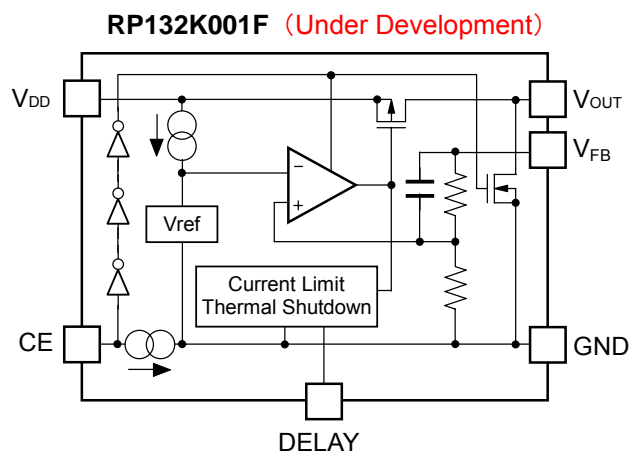 RP132K001F (Under Development)
VDD
VOUT
VFB
−
+
Vref
Current Limit
Thermal Shutdown
CE
GND
DELAY